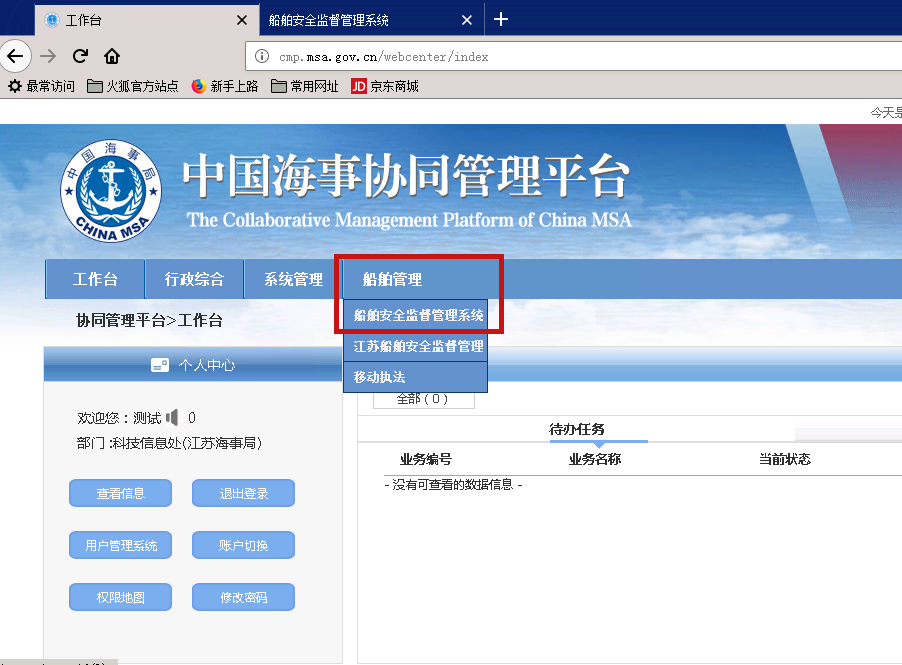 工作台
船舶安全监督管理系统
cmp.msa.gov.cn/webcenter/index
最常访问 火狐官方站点 新手上路 常用网址 JD 京东商城
今天是
中国海事局
CHINA MSA
中国海事协同管理平台
The Collaborative Management Platform of China MSA
工作台 行政综合 系统管理 船舶管理
船舶安全监督管理系统
江苏船舶安全监督管理
移动执法
协同管理平台>工作台
个人中心
欢迎您：测试 0
部门:科技信息处(江苏海事局)
查看信息 退出登录
用户管理系统 账户切换
权限地图 修改密码
全部 ( 0 )
待办任务
业务编号 业务名称 当前状态
- 没有可查看的数据信息 -